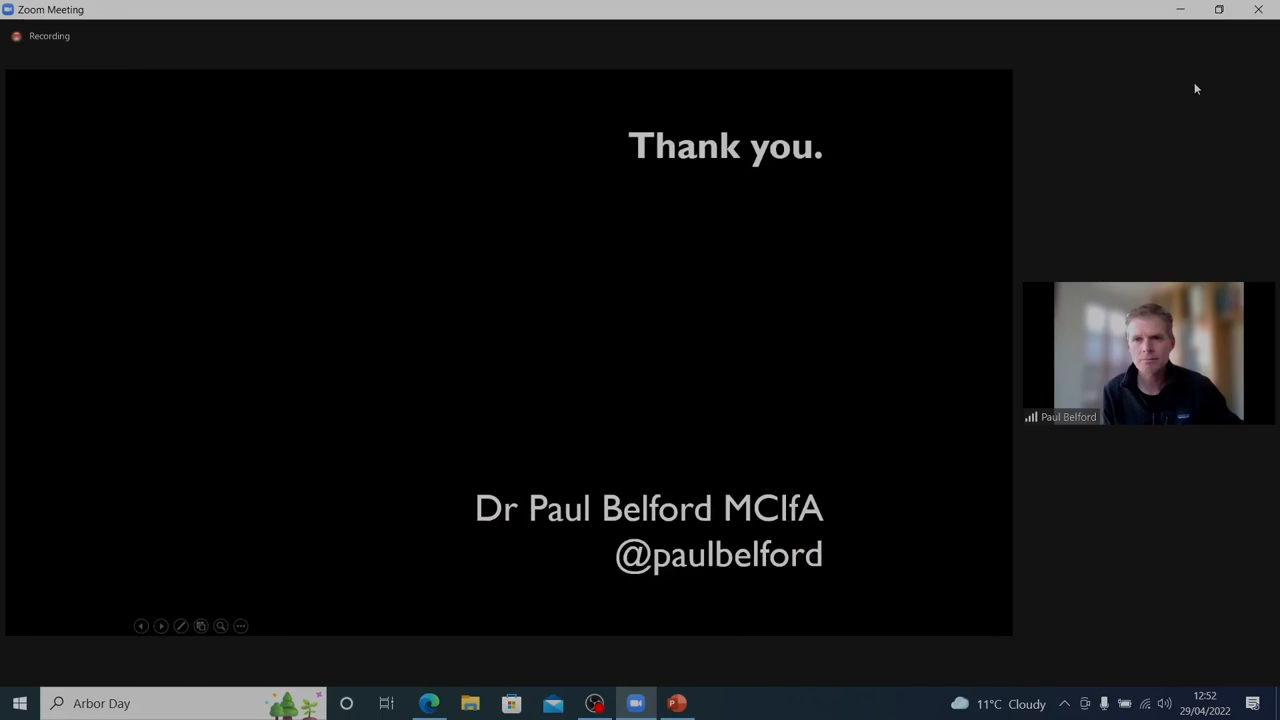 Zoom Meeting
Recording
Thank you.
Paul Belford
Dr Paul Belford MCIfA
@paulbelford
Arbor Day
11°C Cloudy
12:52
29/04/2022